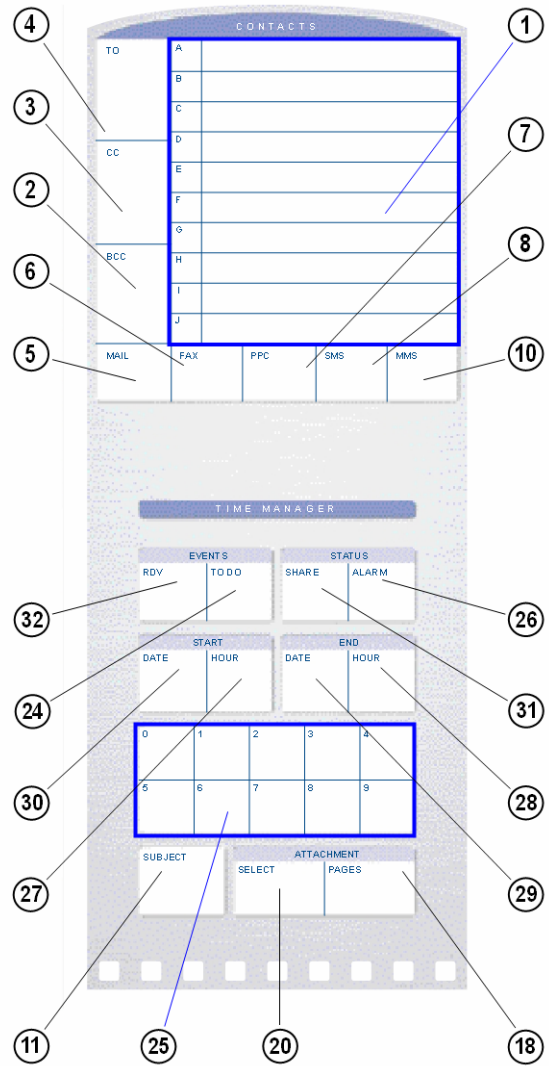 CONTACTS
4
1
TO
A
B
3
C
7
CC
D
E
2
F
8
BCC
G
6
H
I
J
5
MAIL
FAX
PPC
SMS
MMS
10
TIME MANAGER
EVENTS
STATUS
RDV
TODO
SHARE
ALARM
32
26
START
END
DATE
HOUR
DATE
HOUR
24
31
0
1
2
3
4
5
6
7
8
9
30
28
SUBJECT
ATTACHMENT
SELECT
PAGES
27
29
11
25
20
18